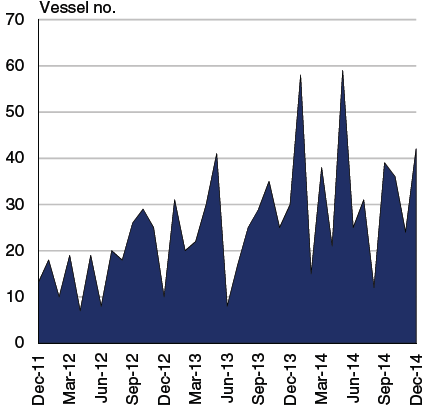 Vessel no.
70
60
50
40
30
20
10
0
Dec-11
Mar-12
Jun-12
Sep-12
Dec-12
Mar-13
Jun-13
Sep-13
Dec-13
Mar-14
Jun-14
Sep-14
Dec-14